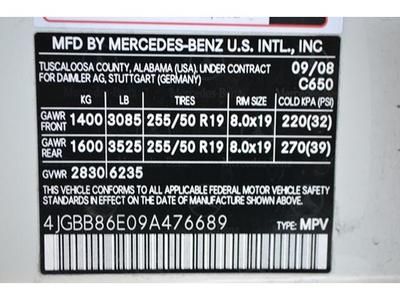 MFD BY MERCEDES-BENZ U.S. INTL., INC
TUSCALOOSA COUNTY, ALABAMA (USA). UNDER CONTRACT 09/08
FOR DAIMLER AG, STUTTGART (GERMANY) C650
KG LB TIRES RIM SIZE COLD KPA (PSI)
GAWR FRONT 1400 3085 255/50 R19 8.0x19 220(32)
GAWR REAR 1600 3525 255/50 R19 8.0x19 270(39)
GVWR 2830 6235
THIS VEHICLE CONFORMS TO ALL APPLICABLE FEDERAL MOTOR VEHICLE SAFETY
STANDARDS IN EFFECT ON THE DATE OF MANUFACTURE SHOWN ABOVE.
4JGBB86E09A476689 TYPE: MPV